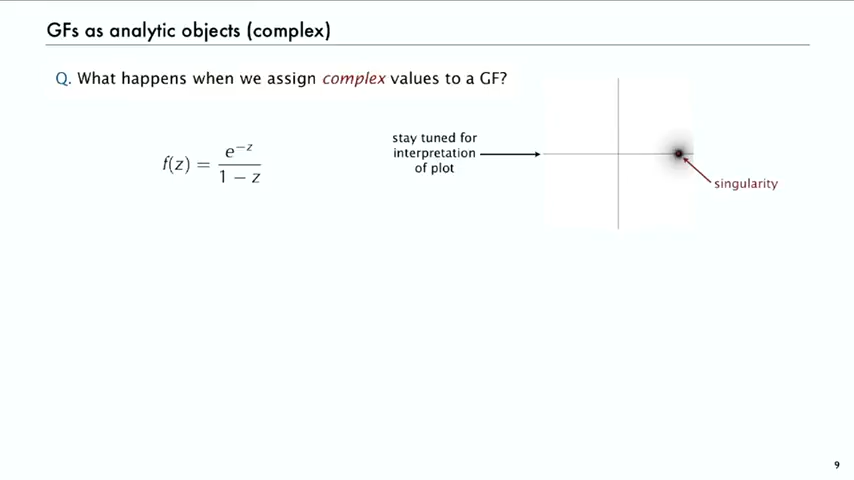 GFs as analytic objects (complex)
Q. What happens when we assign complex values to a GF?
f(z) = e^{-z} / (1 − z)
stay tuned for
interpretation
of plot
singularity
9